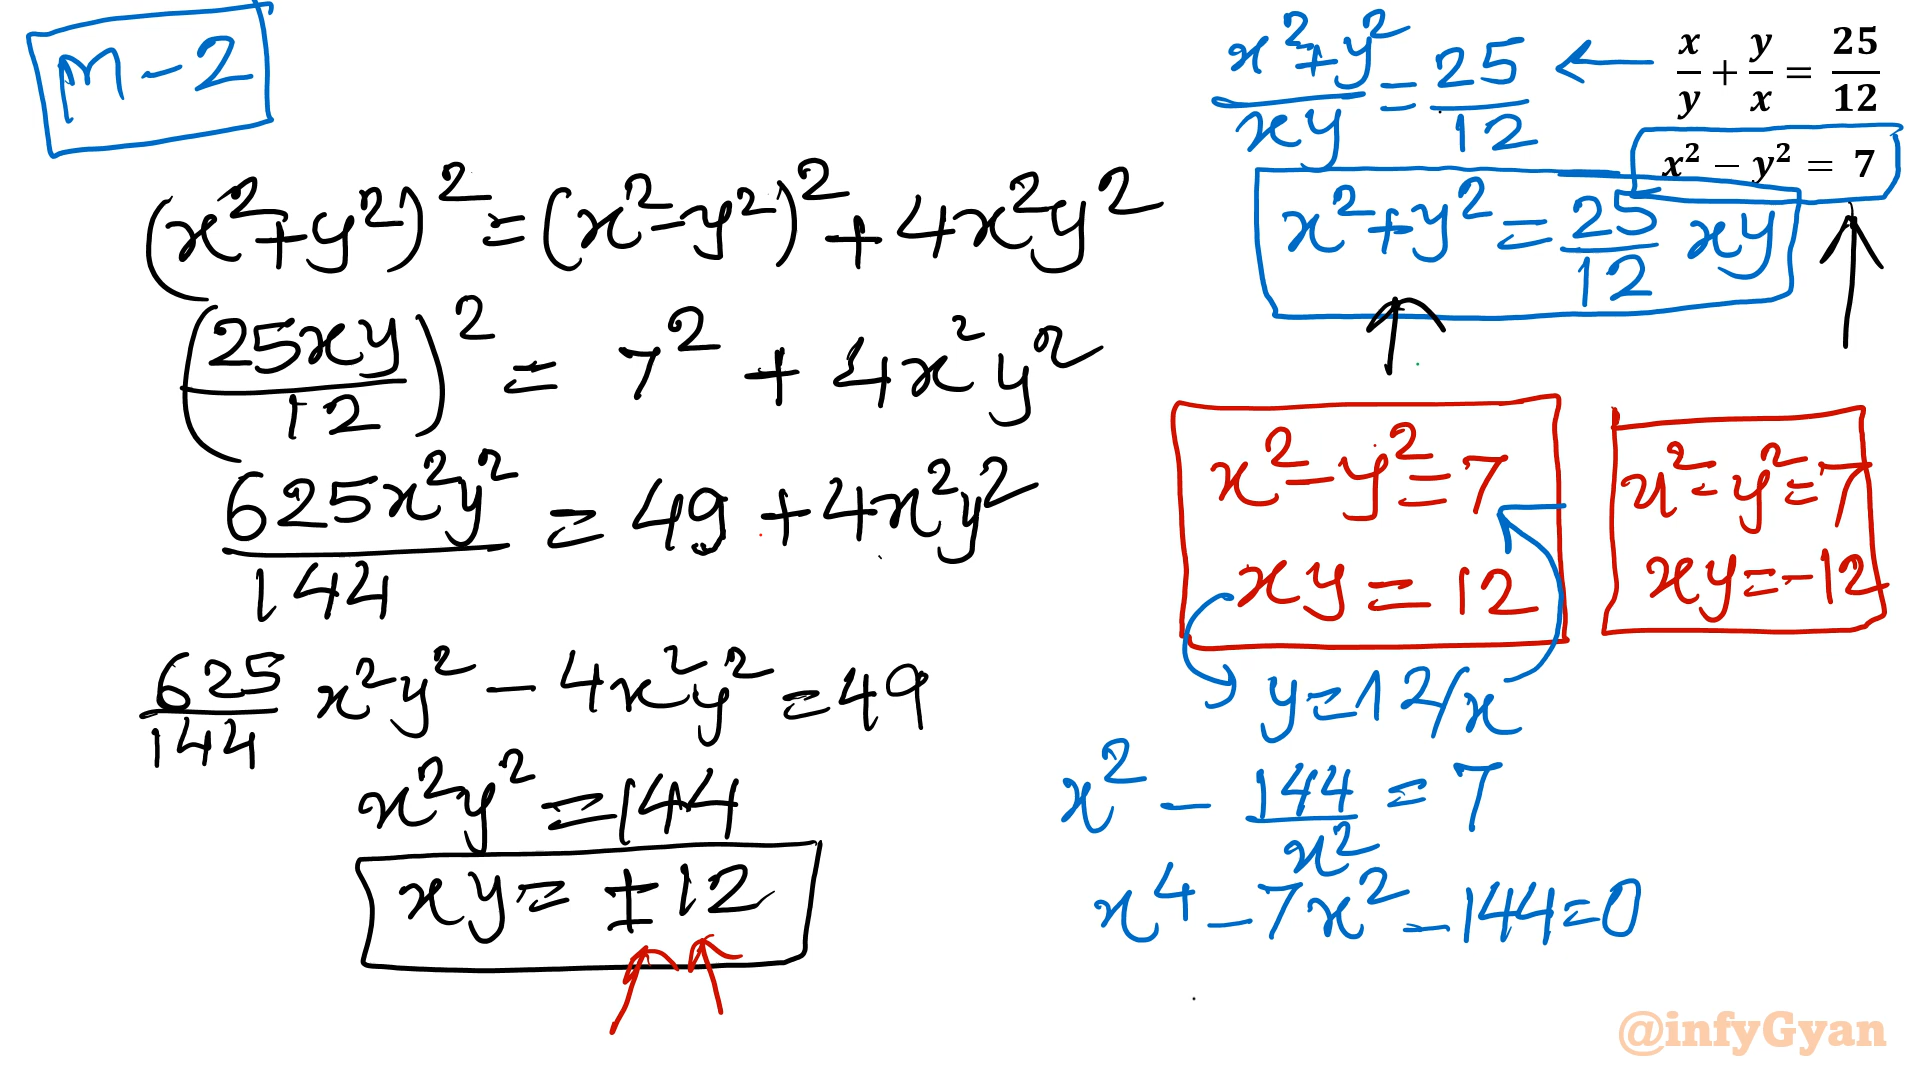 M - 2
(x²+y²)² = (x²-y²)² + 4x²y²
(25xy/12)² = 7² + 4x²y²
625x²y²/144 = 49 + 4x²y²
625/144 x²y² - 4x²y² = 49
x²y² = 144
xy = ±12
x/y + y/x = 25/12
x² - y² = 7
(x²+y²)/xy = 25/12 ←
x²+y² = 25/12 xy
x²-y² = 7
xy = 12
x²-y² = 7
xy = -12
y = 12/x
x² - 144/x² = 7
x⁴ - 7x² - 144 = 0
@infyGyan